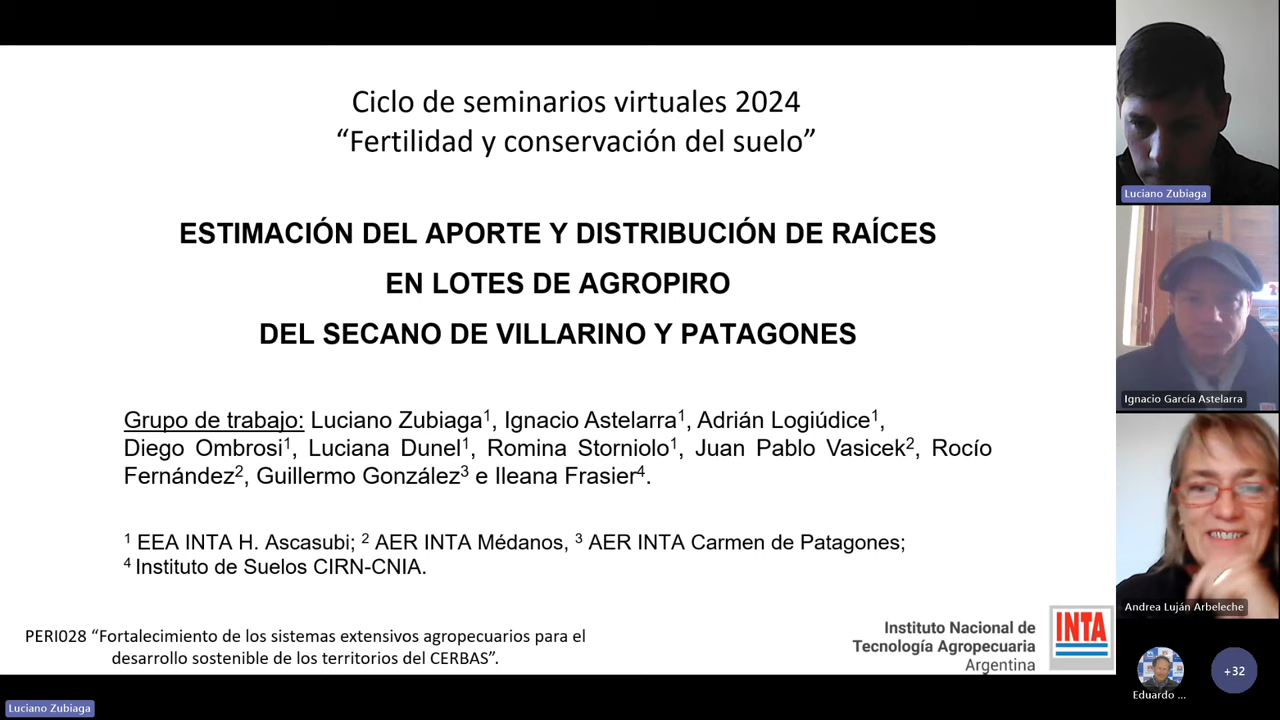 Ciclo de seminarios virtuales 2024
“Fertilidad y conservación del suelo”
ESTIMACIÓN DEL APORTE Y DISTRIBUCIÓN DE RAÍCES
EN LOTES DE AGROPIRO
DEL SECANO DE VILLARINO Y PATAGONES
Grupo de trabajo: Luciano Zubiaga¹, Ignacio Astelarra¹, Adrián Logiúdice¹,
Diego Ombrosi¹, Luciana Dunel¹, Romina Storniolo¹, Juan Pablo Vasicek², Rocío
Fernández², Guillermo González³ e Ileana Frasier⁴.
¹ EEA INTA H. Ascasubi; ² AER INTA Médanos, ³ AER INTA Carmen de Patagones;
⁴ Instituto de Suelos CIRN-CNIA.
PERI028 “Fortalecimiento de los sistemas extensivos agropecuarios para el
desarrollo sostenible de los territorios del CERBAS”.
Instituto Nacional de
Tecnología Agropecuaria
Argentina
INTA
Luciano Zubiaga
Ignacio García Astelarra
Andrea Luján Arbeleche
Eduardo ...
+32
Luciano Zubiaga